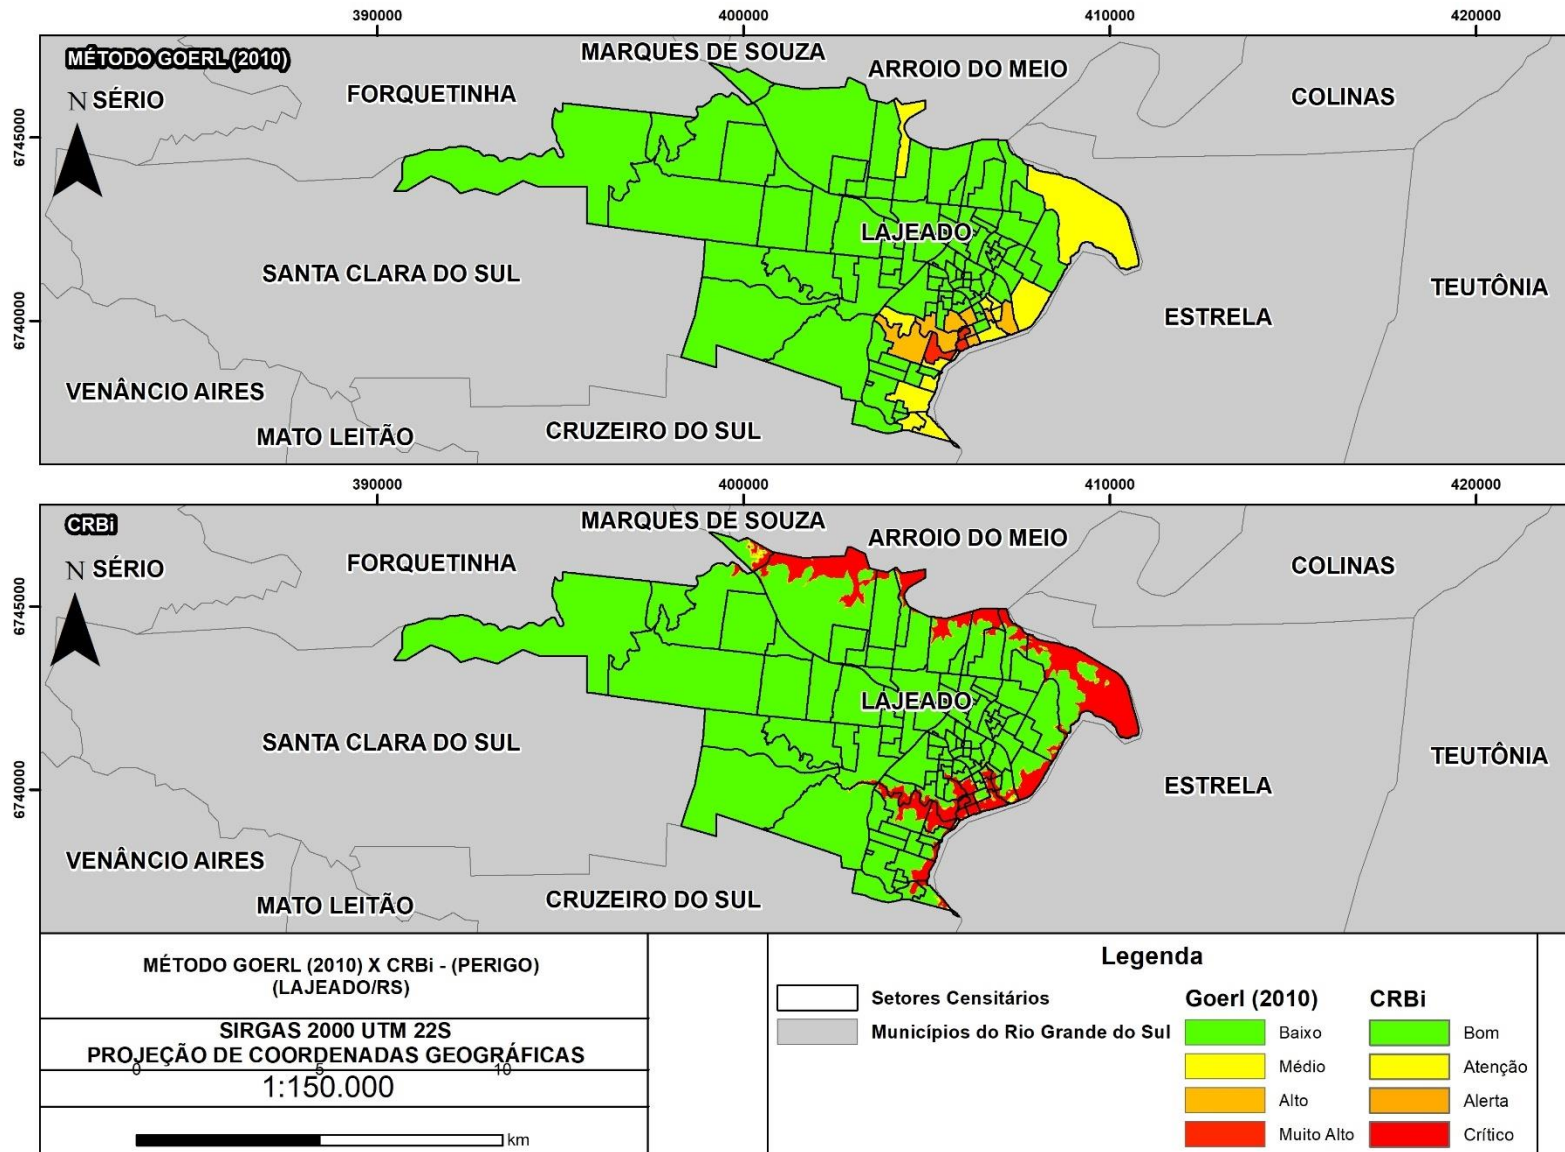 390000 400000 410000 420000
MÉTODO GOERL (2010)
MARQUES DE SOUZA
ARROIO DO MEIO
N SÉRIO
FORQUETINHA
COLINAS
6745000
LAJEADO
SANTA CLARA DO SUL
TEUTÔNIA
ESTRELA
6740000
VENÂNCIO AIRES
MATO LEITÃO
CRUZEIRO DO SUL
390000 400000 410000 420000
CRBi
MARQUES DE SOUZA
ARROIO DO MEIO
N SÉRIO
FORQUETINHA
COLINAS
6745000
LAJEADO
SANTA CLARA DO SUL
TEUTÔNIA
ESTRELA
6740000
VENÂNCIO AIRES
MATO LEITÃO
CRUZEIRO DO SUL
MÉTODO GOERL (2010) X CRBi - (PERIGO)
(LAJEADO/RS)
SIRGAS 2000 UTM 22S
PROJEÇÃO DE COORDENADAS GEOGRÁFICAS
0 5 10
1:150.000
km
Legenda
Setores Censitários
Municípios do Rio Grande do Sul
Goerl (2010) CRBi
Baixo Bom
Médio Atenção
Alto Alerta
Muito Alto Crítico